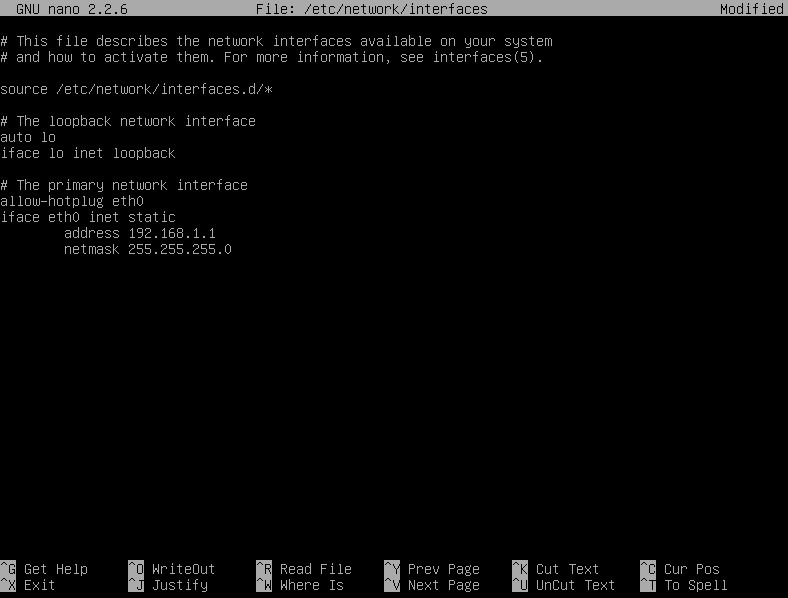 GNU nano 2.2.6 File: /etc/network/interfaces Modified
# This file describes the network interfaces available on your system
# and how to activate them. For more information, see interfaces(5).
source /etc/network/interfaces.d/*
# The loopback network interface
auto lo
iface lo inet loopback
# The primary network interface
allow-hotplug eth0
iface eth0 inet static
address 192.168.1.1
netmask 255.255.255.0
^G Get Help ^O WriteOut ^R Read File ^Y Prev Page ^K Cut Text ^C Cur Pos
^X Exit ^J Justify ^W Where Is ^V Next Page ^U UnCut Text ^T To Spell